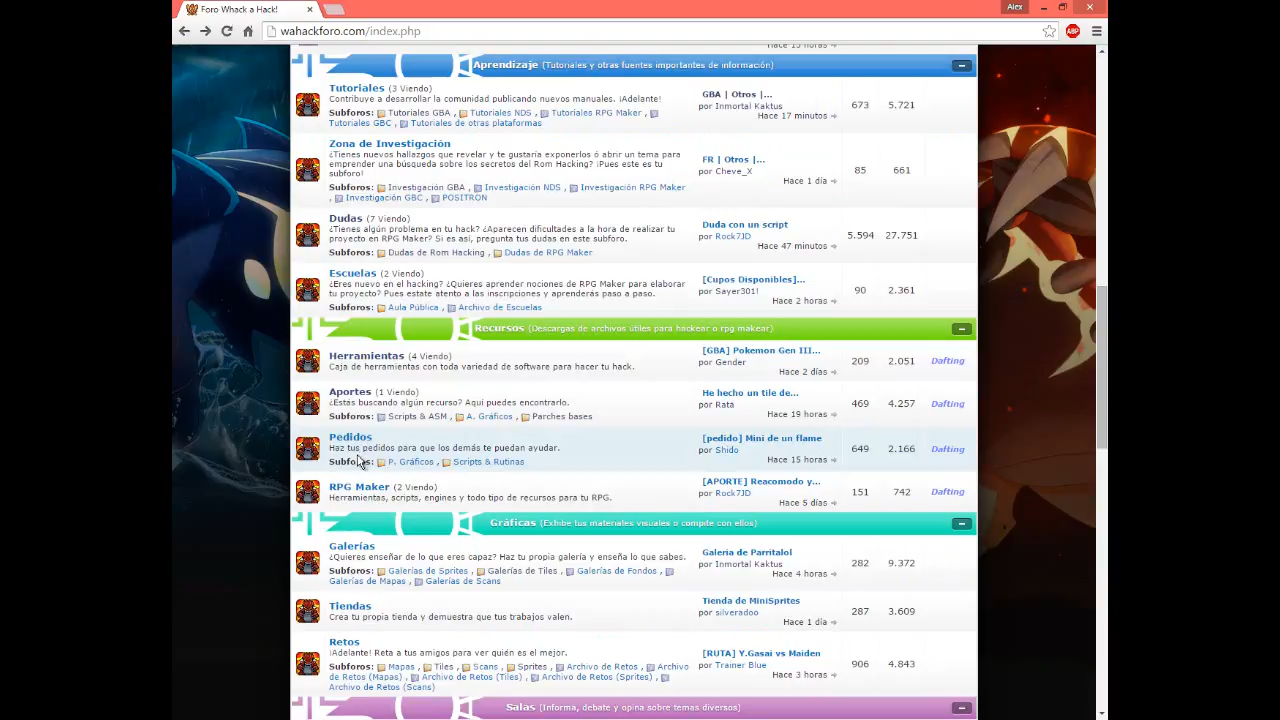 Foro Whack a Hack!
Alex
wahackforo.com/index.php
ABP
Hace 15 horas
Aprendizaje (Tutoriales y otras fuentes importantes de información)
Tutoriales (3 Viendo)
Contribuye a desarrollar la comunidad publicando nuevos manuales. ¡Adelante!
Subforos: Tutoriales GBA , Tutoriales NDS , Tutoriales RPG Maker ,
Tutoriales GBC , Tutoriales de otras plataformas
GBA | Otros |...
por Inmortal Kaktus
Hace 17 minutos
673
5.721
Zona de Investigación
¿Tienes nuevos hallazgos que revelar y te gustaría exponerlos ó abrir un tema para
emprender una búsqueda sobre los secretos del Rom Hacking? ¡Pues este es tu
subforo!
Subforos: Investgación GBA , Investigación NDS , Investigación RPG Maker
, Investigación GBC , POSITRON
FR | Otros |...
por Cheve_X
Hace 1 día
85
661
Dudas (7 Viendo)
¿Tienes algún problema en tu hack? ¿Aparecen dificultades a la hora de realizar tu
proyecto en RPG Maker? Si es así, pregunta tus dudas en este subforo.
Subforos: Dudas de Rom Hacking , Dudas de RPG Maker
Duda con un script
por Rock7JD
Hace 47 minutos
5.594
27.751
Escuelas (2 Viendo)
¿Eres nuevo en el hacking? ¿Quieres aprender nociones de RPG Maker para elaborar
tu proyecto? Pues estate atento a las inscripciones y aprenderás paso a paso.
Subforos: Aula Pública , Archivo de Escuelas
[Cupos Disponibles]...
por Sayer301!
Hace 2 horas
90
2.361
Recursos (Descargas de archivos útiles para hackear o rpg makear)
Herramientas (4 Viendo)
Caja de herramientas con toda variedad de software para hacer tu hack.
[GBA] Pokemon Gen III...
por Gender
Hace 2 días
209
2.051
Dafting
Aportes (1 Viendo)
¿Estás buscando algún recurso? Aquí puedes encontrarlo.
Subforos: Scripts & ASM , A. Gráficos , Parches bases
He hecho un tile de...
por Rata
Hace 19 horas
469
4.257
Dafting
Pedidos
Haz tus pedidos para que los demás te puedan ayudar.
Subforos: P. Gráficos , Scripts & Rutinas
[pedido] Mini de un flame
por Shido
Hace 15 horas
649
2.166
Dafting
RPG Maker (2 Viendo)
Herramientas, scripts, engines y todo tipo de recursos para tu RPG.
[APORTE] Reacomodo y...
por Rock7JD
Hace 5 días
151
742
Dafting
Gráficas (Exhibe tus materiales visuales o compite con ellos)
Galerías
¿Quieres enseñar de lo que eres capaz? Haz tu propia galería y enseña lo que sabes.
Subforos: Galerías de Sprites , Galerías de Tiles , Galerías de Fondos ,
Galerías de Mapas , Galerías de Scans
Galeria de Parritalol
por Inmortal Kaktus
Hace 4 horas
282
9.372
Tiendas
Crea tu propia tienda y demuestra que tus trabajos valen.
Tienda de MiniSprites
por silveradoo
Hace 1 día
287
3.609
Retos
¡Adelante! Reta a tus amigos para ver quién es el mejor.
Subforos: Mapas , Tiles , Scans , Sprites , Archivo de Retos , Archivo
de Retos (Mapas) , Archivo de Retos (Tiles) , Archivo de Retos (Sprites) ,
Archivo de Retos (Scans)
[RUTA] Y.Gasai vs Maiden
por Trainer Blue
Hace 3 horas
906
4.843
Salas (Informa, debate y opina sobre temas diversos)